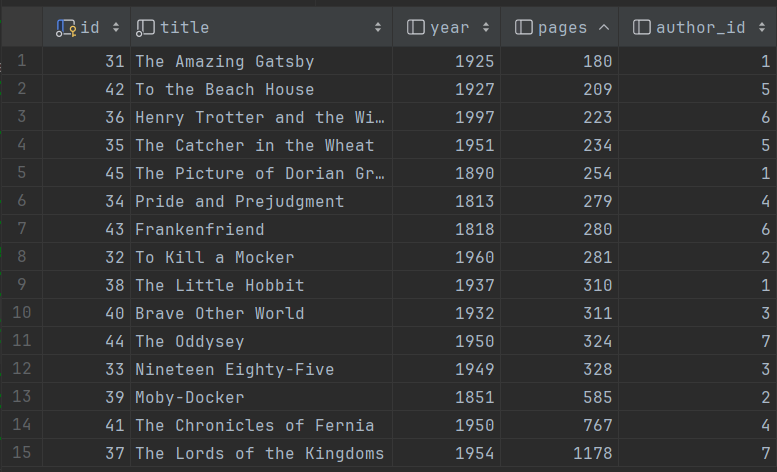 id title year pages author_id
1 31 The Amazing Gatsby 1925 180 1
2 42 To the Beach House 1927 209 5
3 36 Henry Trotter and the Wi… 1997 223 6
4 35 The Catcher in the Wheat 1951 234 5
5 45 The Picture of Dorian Gr… 1890 254 1
6 34 Pride and Prejudgment 1813 279 4
7 43 Frankenfriend 1818 280 6
8 32 To Kill a Mocker 1960 281 2
9 38 The Little Hobbit 1937 310 1
10 40 Brave Other World 1932 311 3
11 44 The Oddysey 1950 324 7
12 33 Nineteen Eighty-Five 1949 328 3
13 39 Moby-Docker 1851 585 2
14 41 The Chronicles of Fernia 1950 767 4
15 37 The Lords of the Kingdoms 1954 1178 7